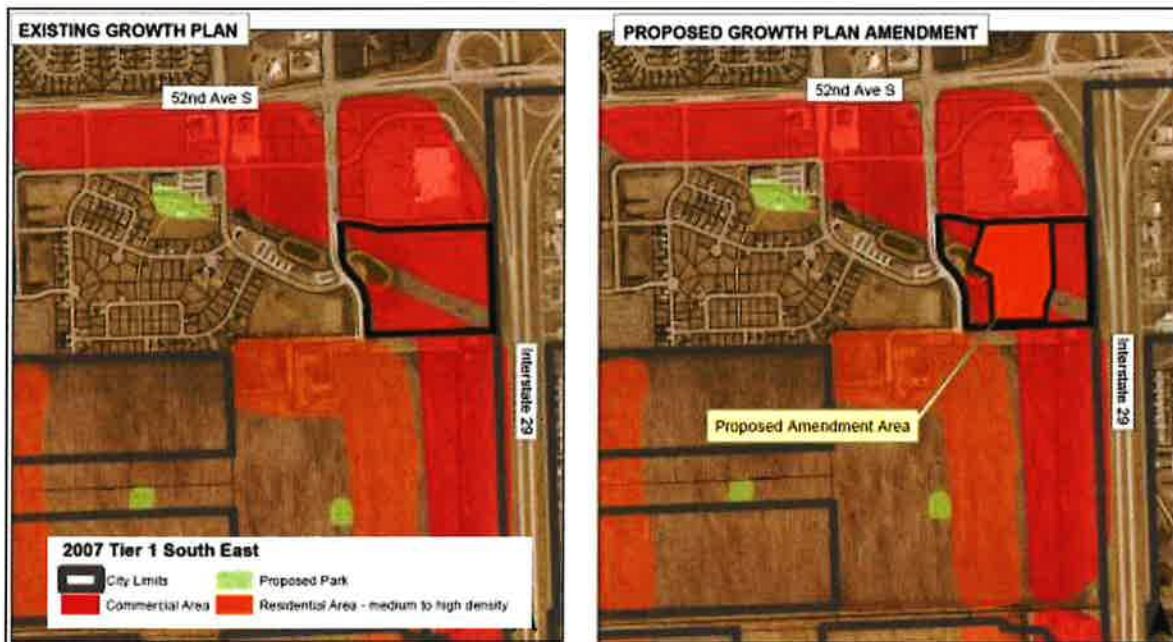 EXISTING GROWTH PLAN
52nd Ave S
Interstate 29
2007 Tier 1 South East
City Limits
Proposed Park
Commercial Area
Residential Area - medium to high density
PROPOSED GROWTH PLAN AMENDMENT
52nd Ave S
Interstate 29
Proposed Amendment Area